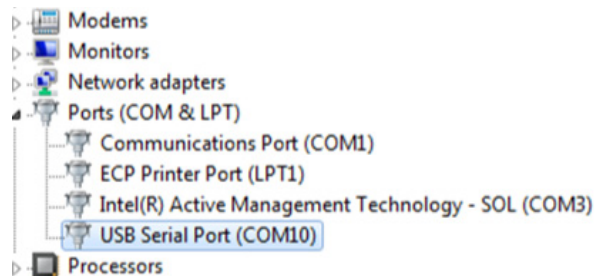 Modems
Monitors
Network adapters
Ports (COM & LPT)
Communications Port (COM1)
ECP Printer Port (LPT1)
Intel(R) Active Management Technology - SOL (COM3)
USB Serial Port (COM10)
Processors